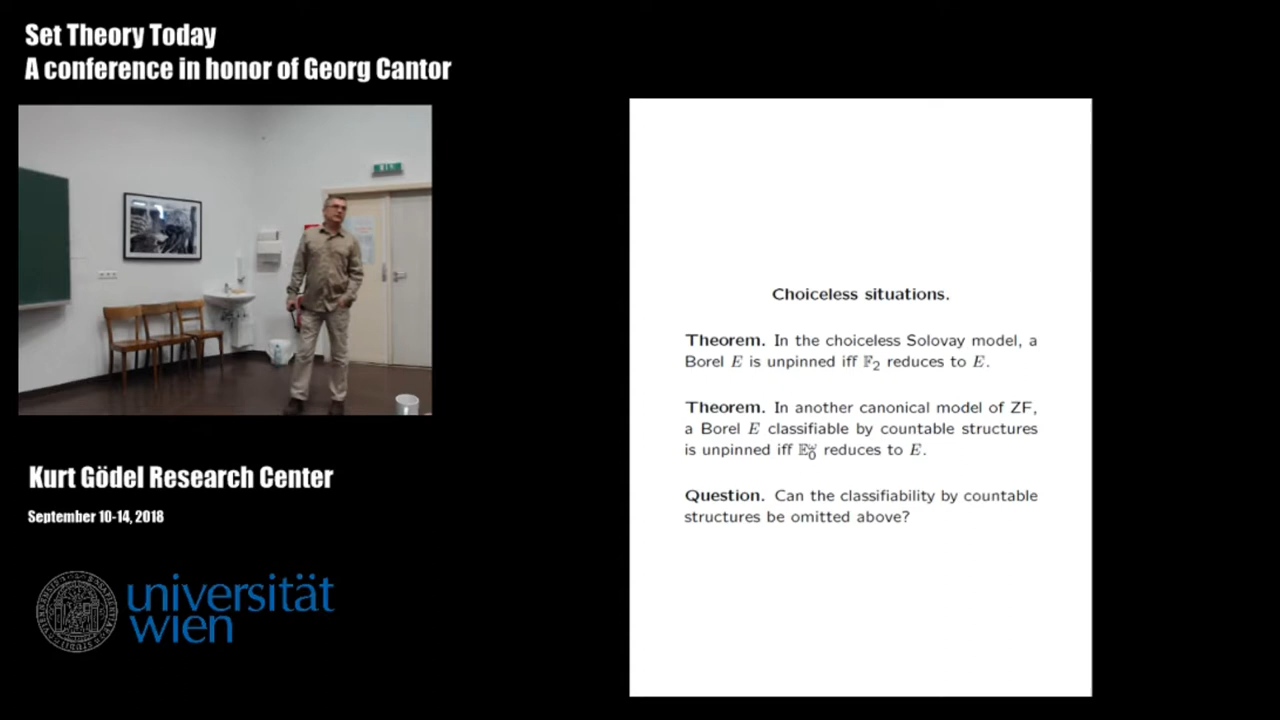 Set Theory Today
A conference in honor of Georg Cantor
Choiceless situations.
Theorem. In the choiceless Solovay model, a
Borel E is unpinned iff 𝔽₂ reduces to E.
Theorem. In another canonical model of ZF,
a Borel E classifiable by countable structures
is unpinned iff 𝔼₀^ω reduces to E.
Question. Can the classifiability by countable
structures be omitted above?
Kurt Gödel Research Center
September 10-14, 2018
universität
wien